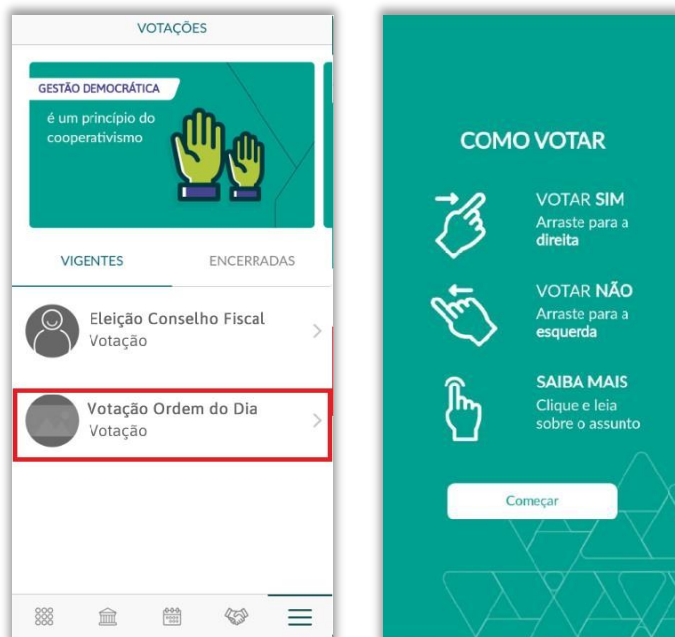 VOTAÇÕES
GESTÃO DEMOCRÁTICA
é um princípio do
cooperativismo
VIGENTES
ENCERRADAS
Eleição Conselho Fiscal
Votação
Votação Ordem do Dia
Votação
COMO VOTAR
VOTAR SIM
Arraste para a
direita
VOTAR NÃO
Arraste para a
esquerda
SAIBA MAIS
Clique e leia
sobre o assunto
Começar